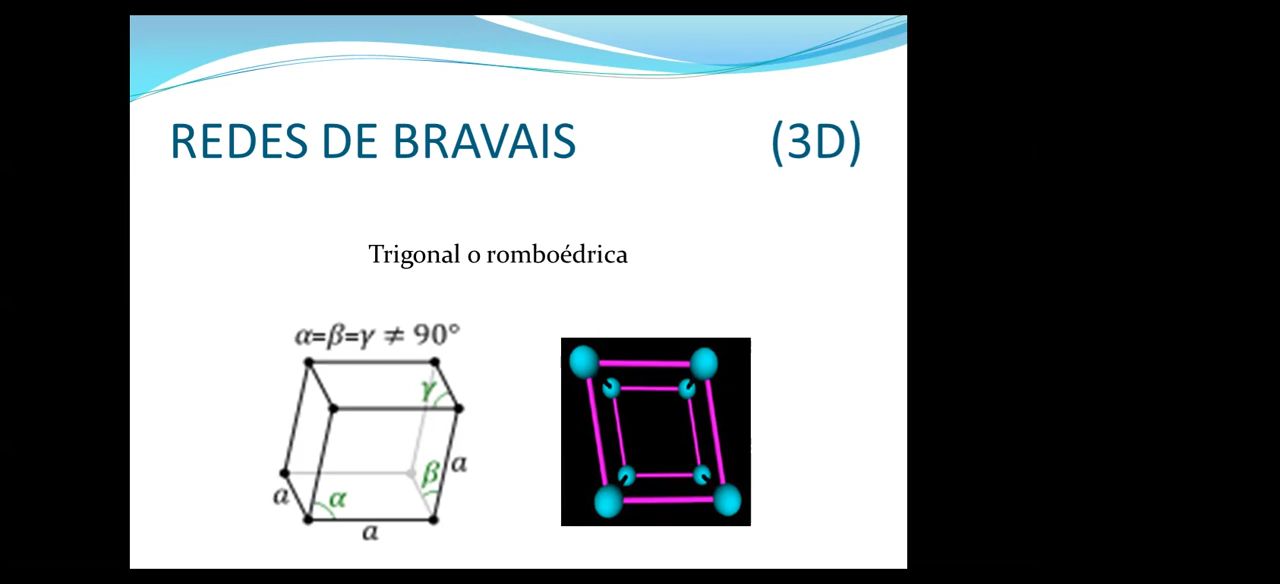 REDES DE BRAVAIS (3D)
Trigonal o romboédrica
α=β=γ ≠ 90°
γ
β
a
a
α
a